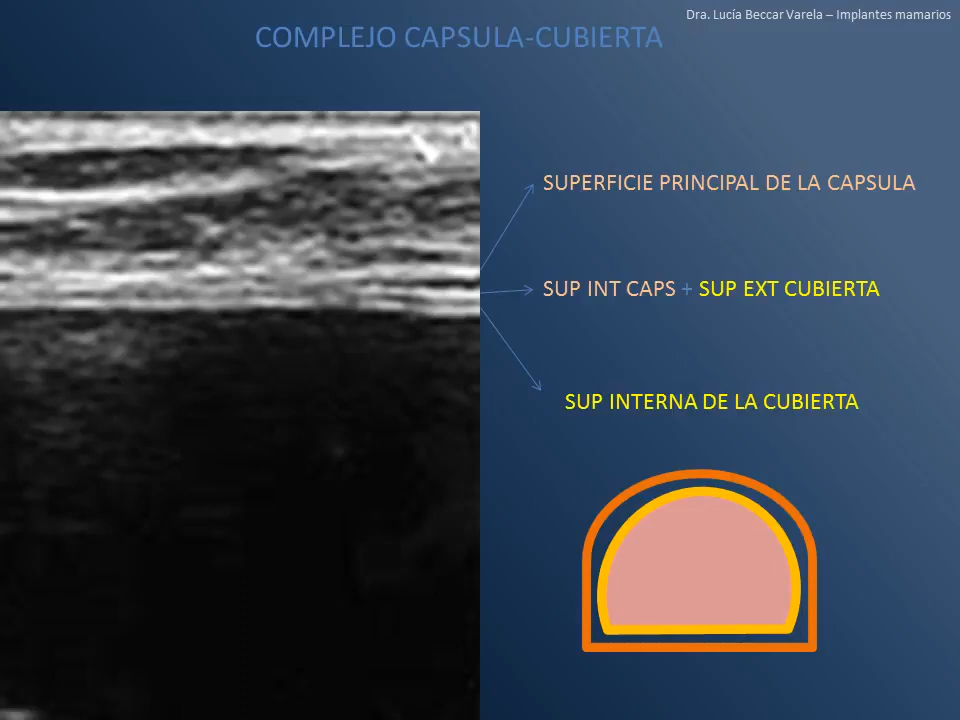 Dra. Lucía Beccar Varela – Implantes mamarios
COMPLEJO CAPSULA-CUBIERTA
SUPERFICIE PRINCIPAL DE LA CAPSULA
SUP INT CAPS + SUP EXT CUBIERTA
SUP INTERNA DE LA CUBIERTA